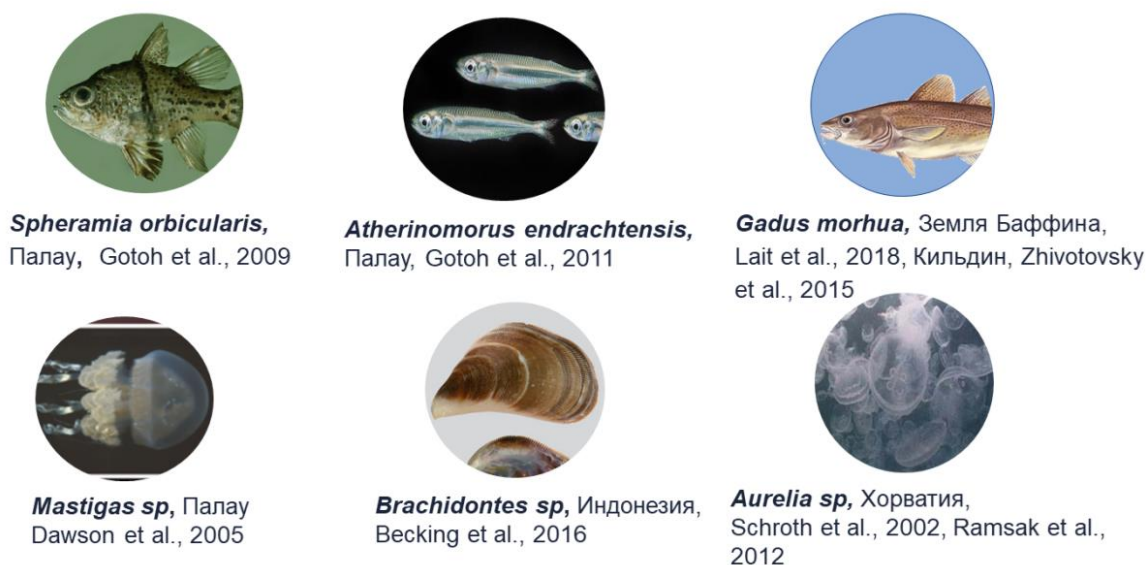 Spheramia orbicularis,
Палау, Gotoh et al., 2009
Atherinomorus endrachtensis,
Палау, Gotoh et al., 2011
Gadus morhua, Земля Баффина,
Lait et al., 2018, Кильдин, Zhivotovsky
et al., 2015
Mastigas sp, Палау
Dawson et al., 2005
Brachidontes sp, Индонезия,
Becking et al., 2016
Aurelia sp, Хорватия,
Schroth et al., 2002, Ramsak et al.,
2012